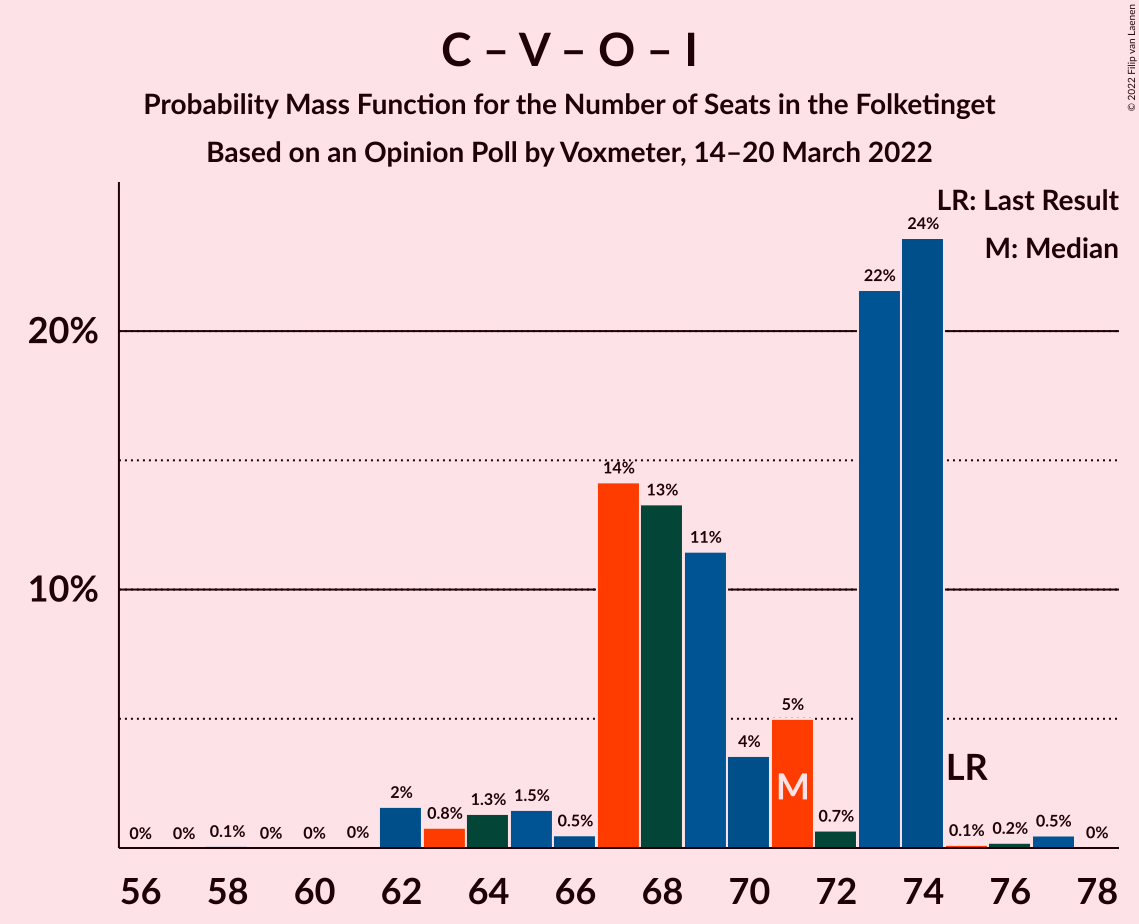 C – V – O – I
Probability Mass Function for the Number of Seats in the Folketinget
Based on an Opinion Poll by Voxmeter, 14–20 March 2022
© 2022 Filip van Laenen
LR: Last Result
M: Median
20%
10%
0% 0% 0.1% 0% 0% 0% 2% 0.8% 1.3% 1.5% 0.5% 14% 13% 11% 4% 5% 0.7% 22% 24% 0.1% 0.2% 0.5% 0%
M
LR
56 58 60 62 64 66 68 70 72 74 76 78